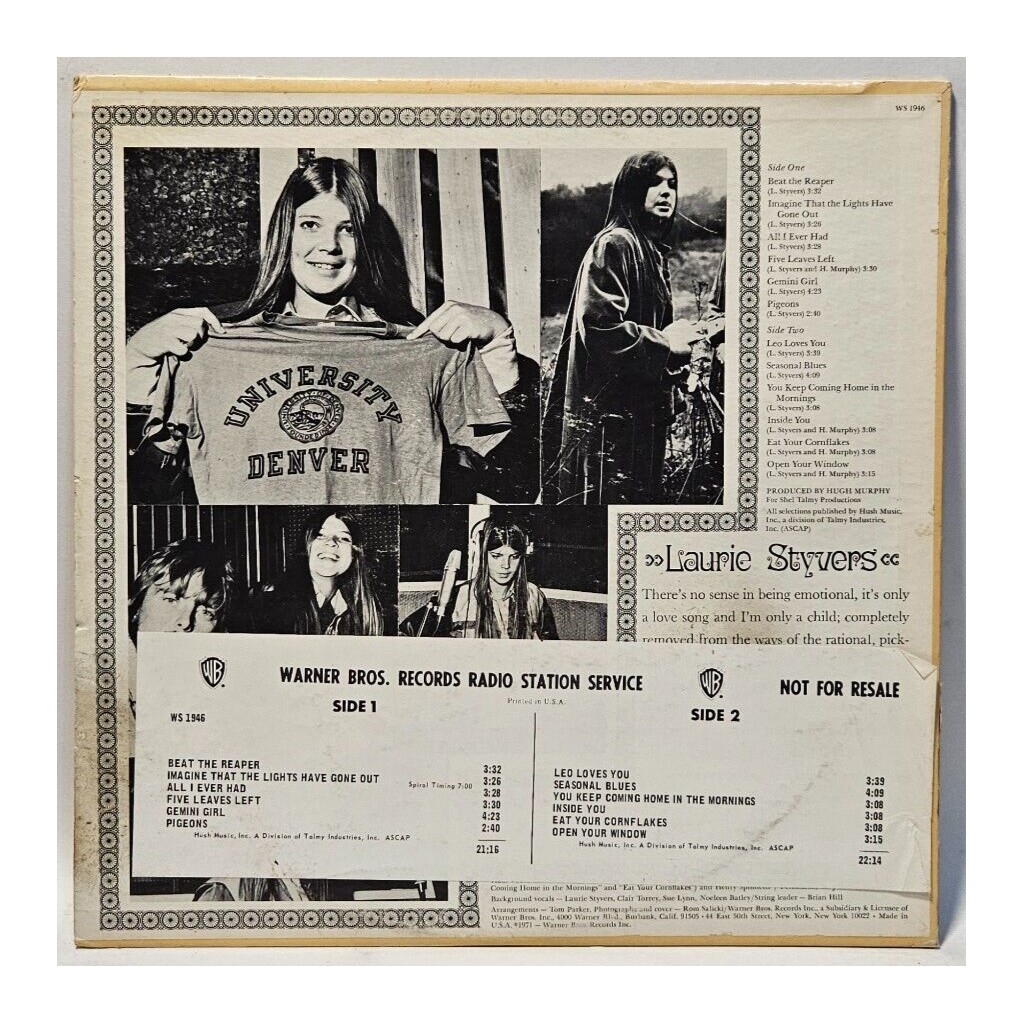 WS 1946
Side One
Beat the Reaper
(L. Styvers) 3:32
Imagine That the Lights Have
Gone Out
(L. Styvers) 3:26
All I Ever Had
(L. Styvers) 3:28
Five Leaves Left
(L. Styvers and H. Murphy) 3:30
Gemini Girl
(L. Styvers) 4:23
Pigeons
(L. Styvers) 2:40
Side Two
Leo Loves You
(L. Styvers) 3:39
Seasonal Blues
(L. Styvers) 4:09
You Keep Coming Home in the
Mornings
(L. Styvers) 3:08
Inside You
(L. Styvers and H. Murphy) 3:08
Eat Your Cornflakes
(L. Styvers and H. Murphy) 3:08
Open Your Window
(L. Styvers and H. Murphy) 3:15
PRODUCED BY HUGH MURPHY
For Shel Talmy Productions
All selections published by Hush Music,
Inc., a division of Talmy Industries,
Inc. (ASCAP)
UNIVERSITY
DENVER
Laurie Styvers
There's no sense in being emotional, it's only
a love song and I'm only a child; completely
removed from the ways of the rational, pick-
WB
WARNER BROS. RECORDS RADIO STATION SERVICE
WB
NOT FOR RESALE
Printed in U.S.A.
WS 1946
SIDE 1
SIDE 2
BEAT THE REAPER 3:32
IMAGINE THAT THE LIGHTS HAVE GONE OUT 3:26
Spiral Timing 7:00
ALL I EVER HAD 3:28
FIVE LEAVES LEFT 3:30
GEMINI GIRL 4:23
PIGEONS 2:40
Hush Music, Inc. A Division of Talmy Industries, Inc. ASCAP
21:16
LEO LOVES YOU 3:39
SEASONAL BLUES 4:09
YOU KEEP COMING HOME IN THE MORNINGS 3:08
INSIDE YOU 3:08
EAT YOUR CORNFLAKES 3:08
OPEN YOUR WINDOW 3:15
Hush Music, Inc. A Division of Talmy Industries, Inc. ASCAP
22:14
Coming Home in the Mornings" and "Eat Your Cornflakes") and Henry
Background vocals — Laurie Styvers, Clair Torrey, Sue Lynn, Noeleen Batley/String leader — Brian Hill
Arrangements — Tom Parker, Photographs and cover — Ron Salicki/Warner Bros. Records Inc., a Subsidiary & Licensee of
Warner Bros. Inc., 4000 Warner Blvd., Burbank, Calif. 91505 • 44 East 50th Street, New York, New York 10022 • Made in
U.S.A. ©1971 — Warner Bros. Records Inc.